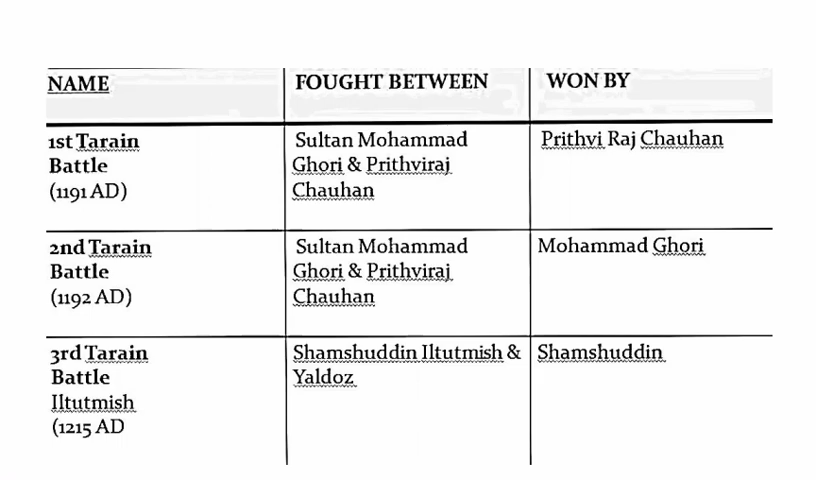 NAME
FOUGHT BETWEEN
WON BY
1st Tarain
Battle
(1191 AD)
Sultan Mohammad
Ghori & Prithviraj
Chauhan
Prithvi Raj Chauhan
2nd Tarain
Battle
(1192 AD)
Sultan Mohammad
Ghori & Prithviraj
Chauhan
Mohammad Ghori
3rd Tarain
Battle
Iltutmish
(1215 AD
Shamshuddin Iltutmish &
Yaldoz
Shamshuddin